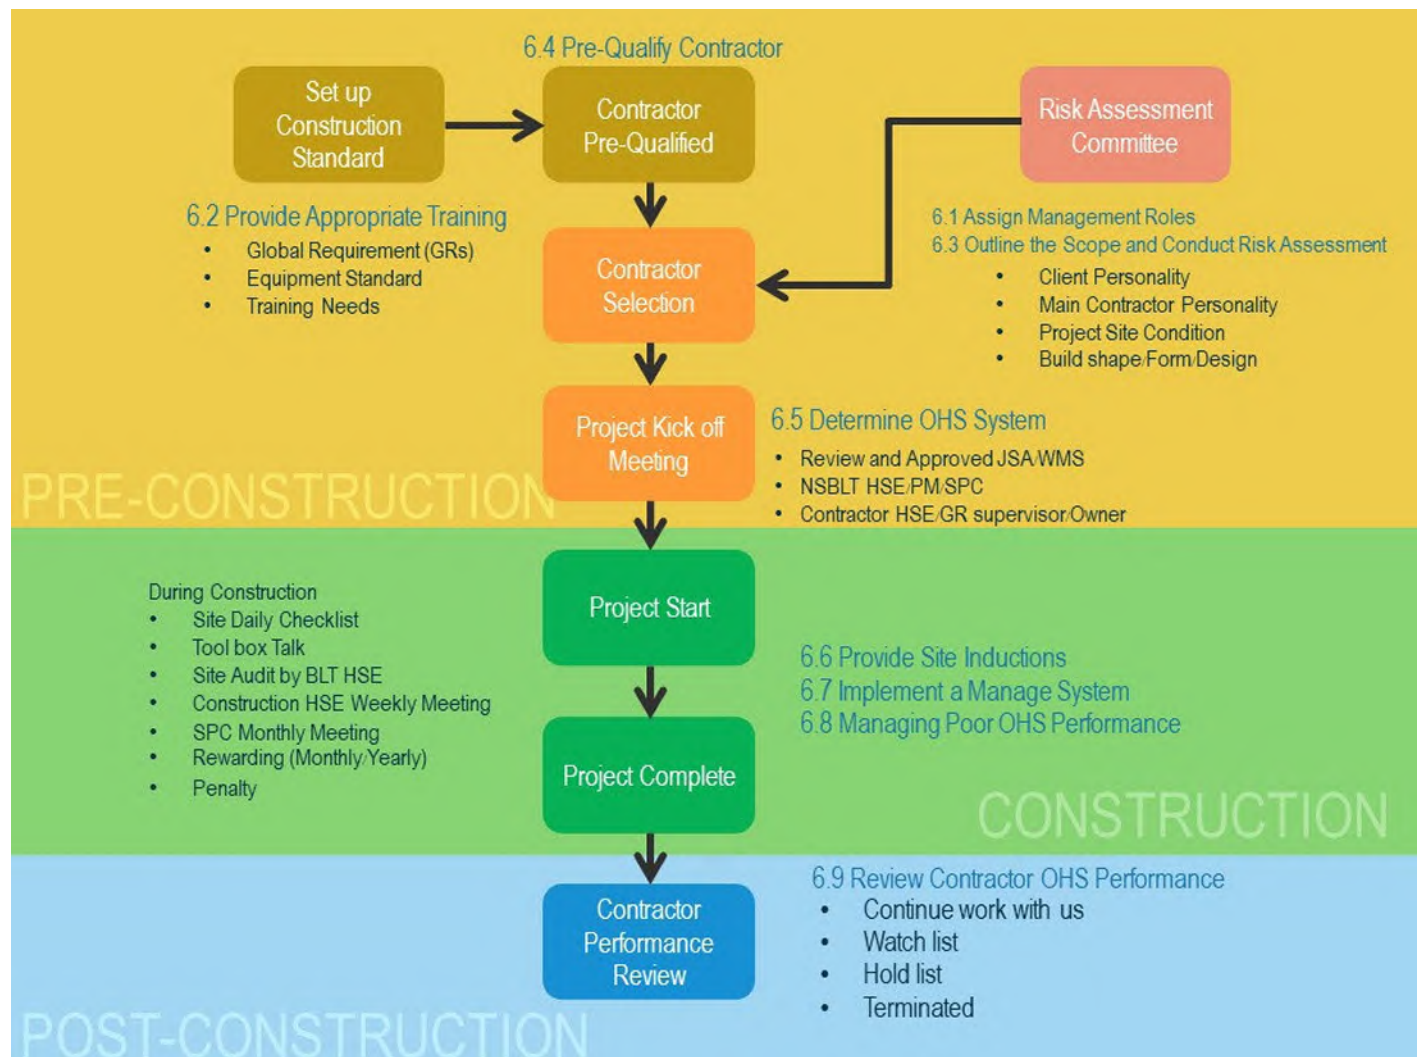 6.4 Pre-Qualify Contractor
Set up
Construction
Standard
Contractor
Pre-Qualified
Risk Assessment
Committee
6.2 Provide Appropriate Training
• Global Requirement (GRs)
• Equipment Standard
• Training Needs
Contractor
Selection
6.1 Assign Management Roles
6.3 Outline the Scope and Conduct Risk Assessment
• Client Personality
• Main Contractor Personality
• Project Site Condition
• Build shape/Form/Design
Project Kick off
Meeting
6.5 Determine OHS System
• Review and Approved JSA/WMS
• NSBLT HSE/PM/SPC
• Contractor HSE/GR supervisor/Owner
PRE-CONSTRUCTION
During Construction
• Site Daily Checklist
• Tool box Talk
• Site Audit by BLT HSE
• Construction HSE Weekly Meeting
• SPC Monthly Meeting
• Rewarding (Monthly/Yearly)
• Penalty
Project Start
6.6 Provide Site Inductions
6.7 Implement a Manage System
6.8 Managing Poor OHS Performance
Project Complete
CONSTRUCTION
Contractor
Performance
Review
6.9 Review Contractor OHS Performance
• Continue work with us
• Watch list
• Hold list
• Terminated
POST-CONSTRUCTION